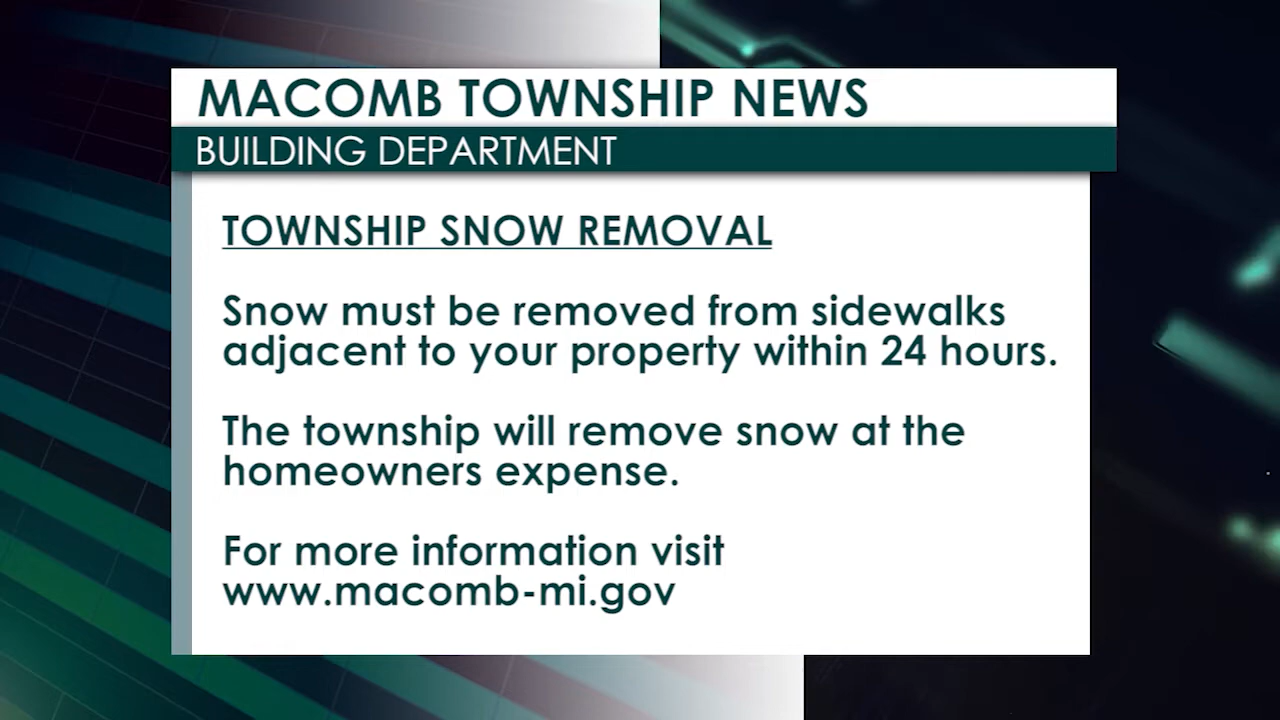 MACOMB TOWNSHIP NEWS
BUILDING DEPARTMENT
TOWNSHIP SNOW REMOVAL
Snow must be removed from sidewalks
adjacent to your property within 24 hours.
The township will remove snow at the
homeowners expense.
For more information visit
www.macomb-mi.gov